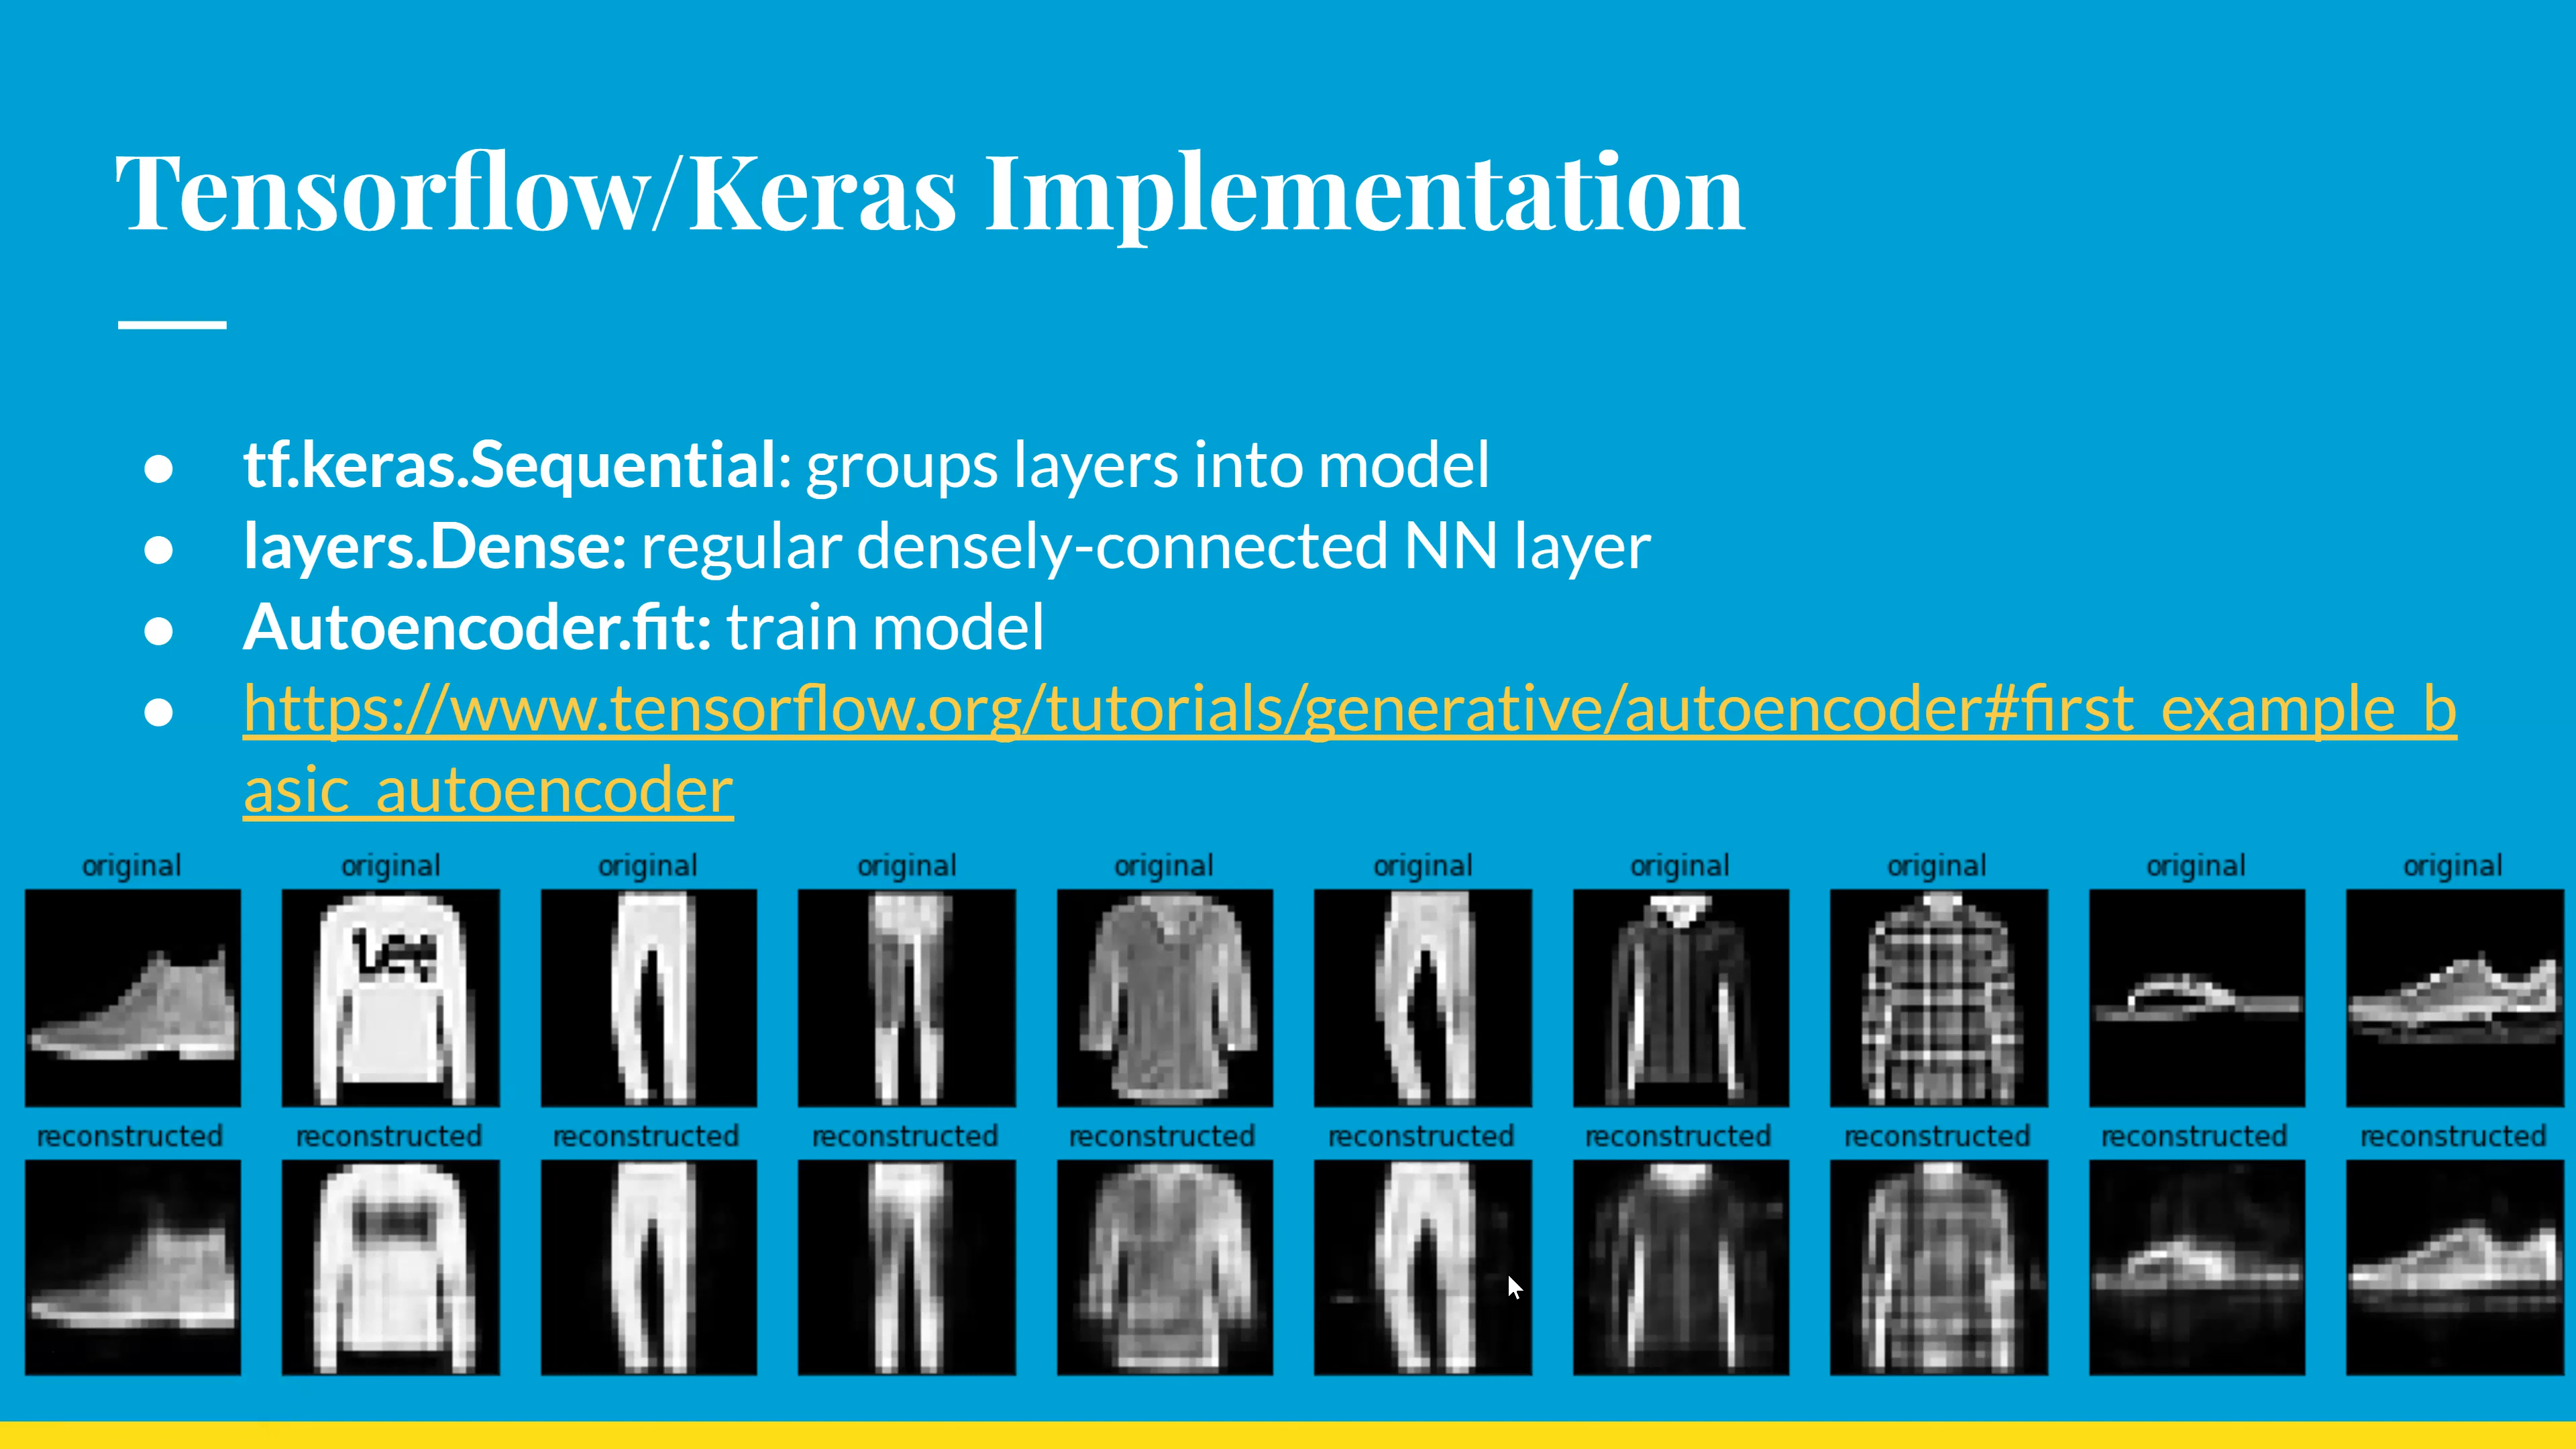 Tensorflow/Keras Implementation
● tf.keras.Sequential: groups layers into model
● layers.Dense: regular densely-connected NN layer
● Autoencoder.fit: train model
● https://www.tensorflow.org/tutorials/generative/autoencoder#first_example_b
asic_autoencoder
original original original original original original original original original original
Lee
reconstructed reconstructed reconstructed reconstructed reconstructed reconstructed reconstructed reconstructed reconstructed reconstructed